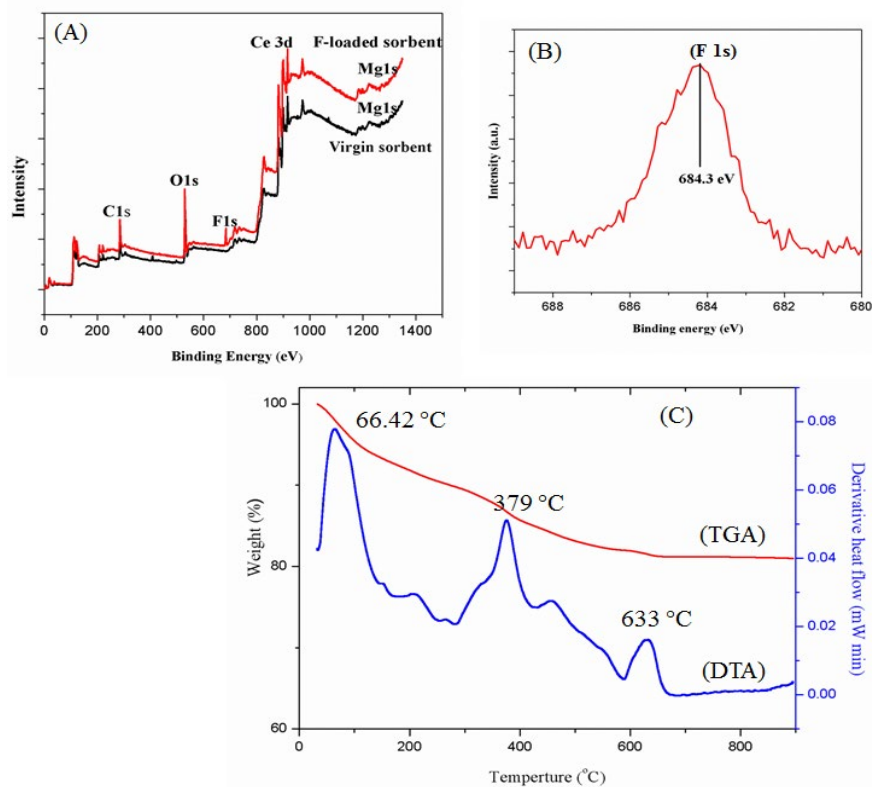 (A)
Ce 3d
F-loaded sorbent
Mg1s
Mg1s
Virgin sorbent
O1s
C1s
F1s
Intensity
0 200 400 600 800 1000 1200 1400
Binding Energy (eV)
(B)
(F 1s)
684.3 eV
Intensity (a.u.)
688 686 684 682 680
Binding energy (eV)
(C)
100
80
60
Weight (%)
66.42 °C
379 °C
633 °C
(TGA)
(DTA)
0.08
0.06
0.04
0.02
0.00
Derivative heat flow (mW min)
0 200 400 600 800
Temperture (°C)